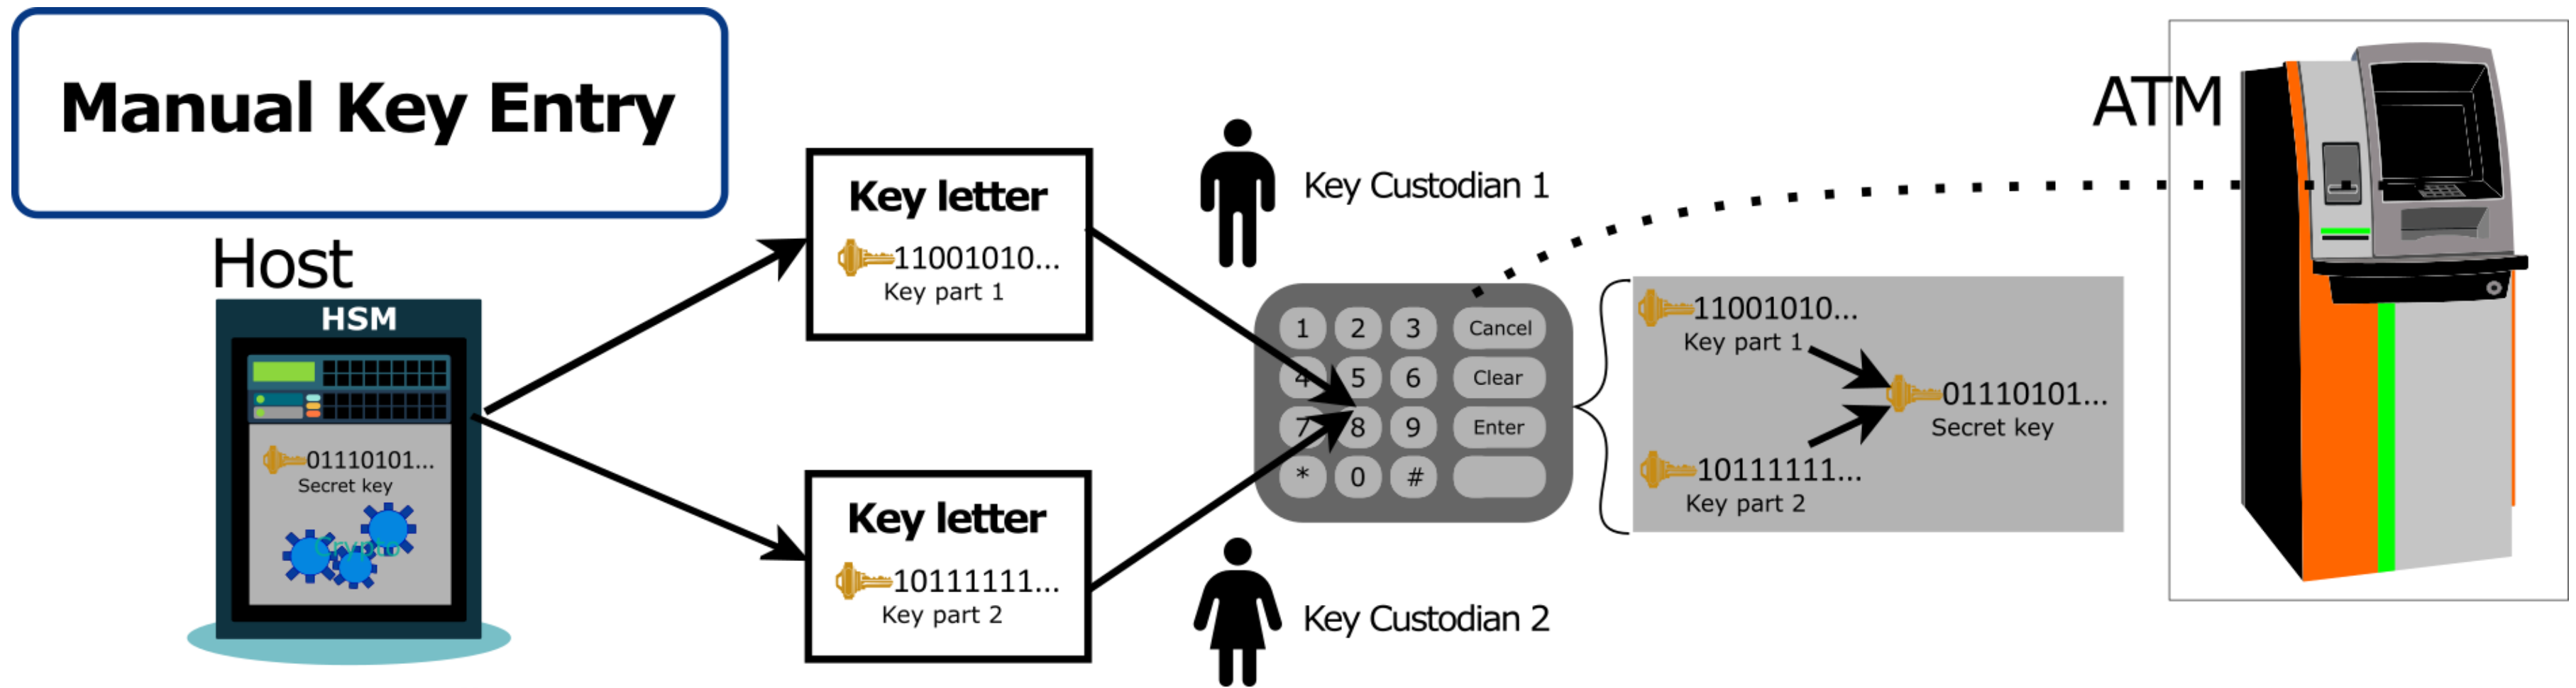 Manual Key Entry
Host
HSM
01110101...
Secret key
Crypto
Key letter
11001010...
Key part 1
Key letter
10111111...
Key part 2
Key Custodian 1
Key Custodian 2
1 2 3 Cancel
4 5 6 Clear
7 8 9 Enter
* 0 #
11001010...
Key part 1
10111111...
Key part 2
01110101...
Secret key
ATM